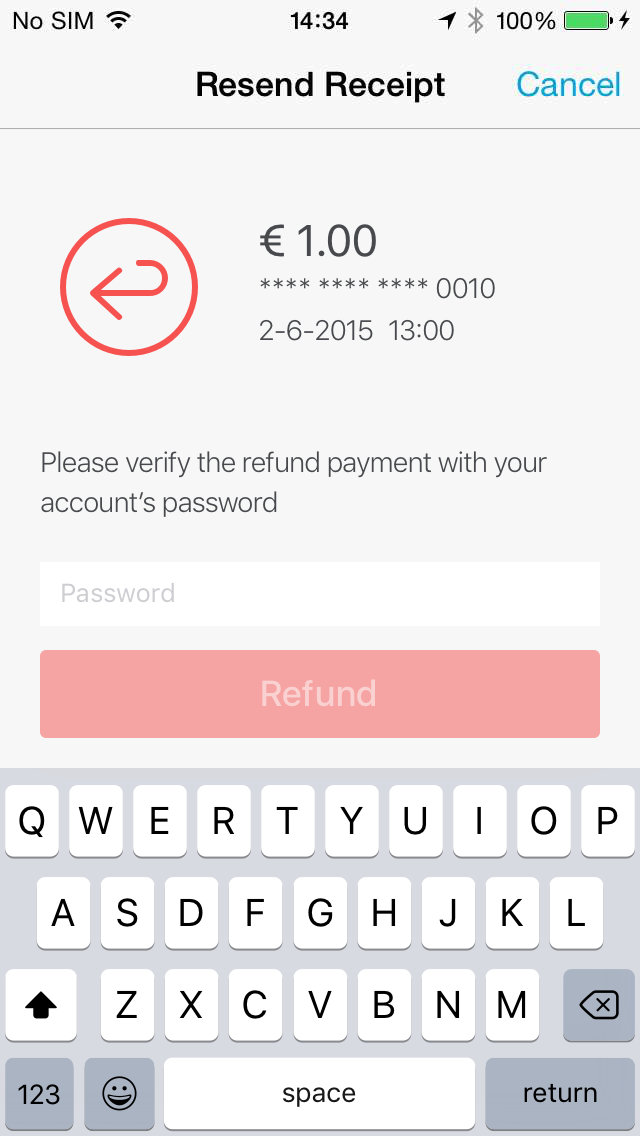 No SIM 14:34 100%
Resend Receipt Cancel
€ 1.00
**** **** **** 0010
2-6-2015 13:00
Please verify the refund payment with your
account’s password
Password
Refund
Q W E R T Y U I O P
A S D F G H J K L
Z X C V B N M
123 space return